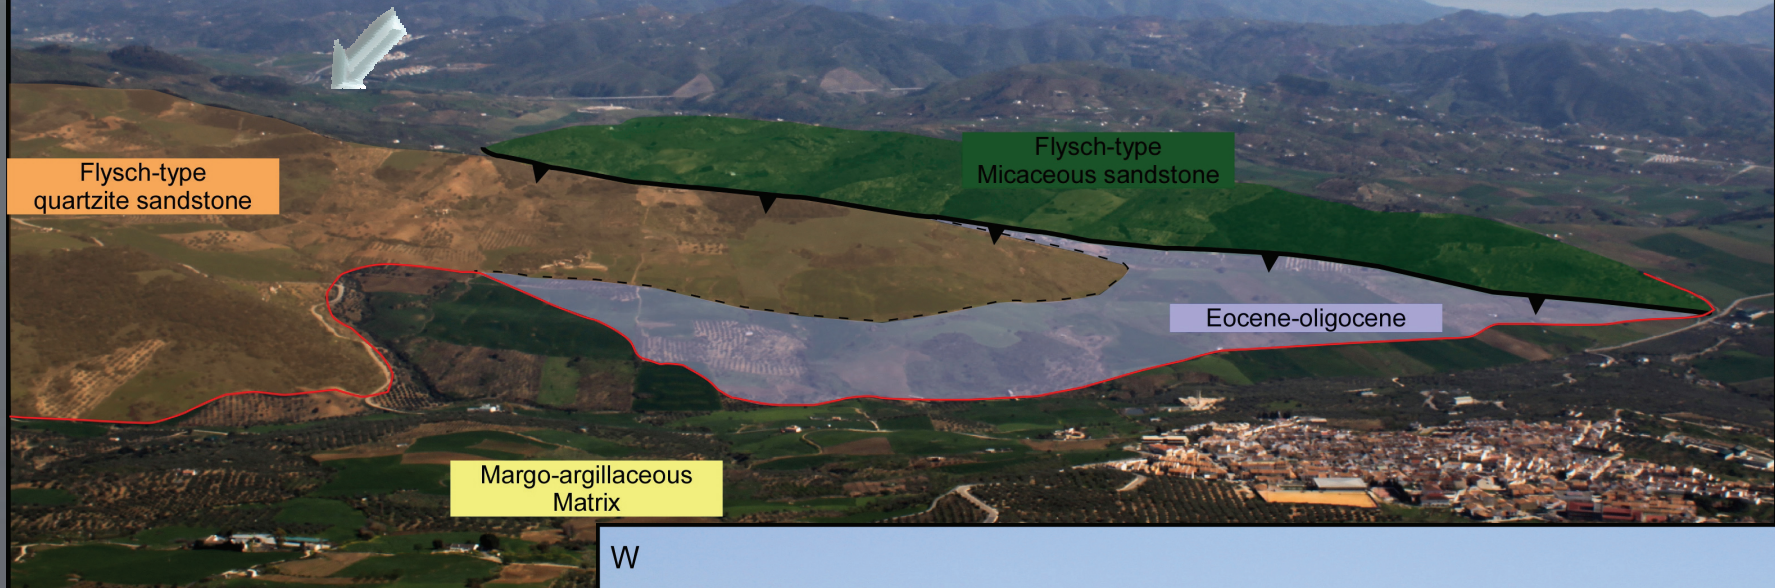 Flysch-type
Micaceous sandstone
Flysch-type
quartzite sandstone
Eocene-oligocene
Margo-argillaceous
Matrix
W